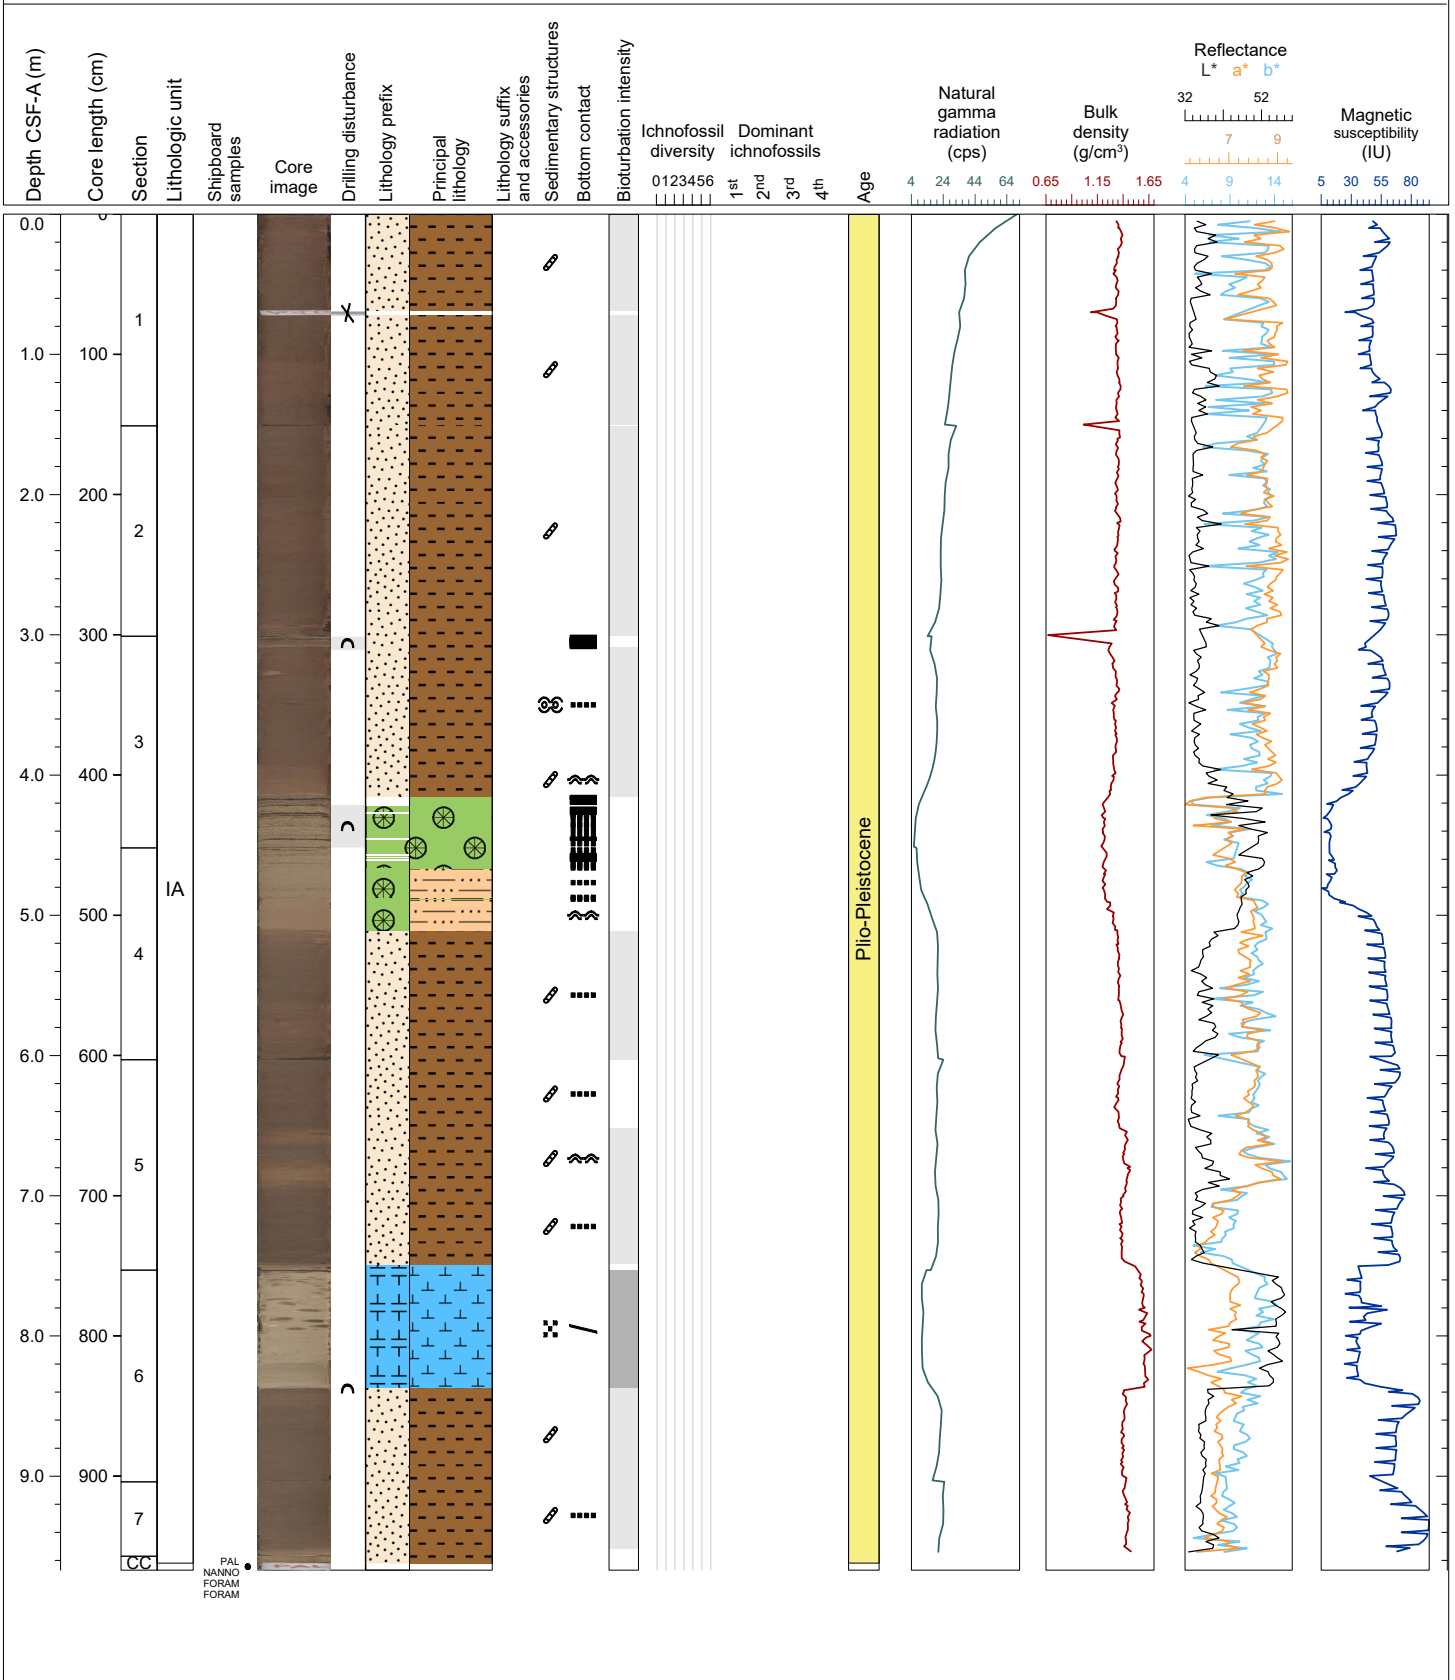 Depth CSF-A (m)
Core length (cm)
Section
Lithologic unit
Shipboard
samples
Core
image
Drilling disturbance
Lithology prefix
Principal
lithology
Lithology suffix
and accessories
Sedimentary structures
Bottom contact
Bioturbation intensity
Ichnofossil
diversity
0123456
Dominant
ichnofossils
1st 2nd 3rd 4th
Age
Natural
gamma
radiation
(cps)
4 24 44 64
Bulk
density
(g/cm³)
0.65 1.15 1.65
Reflectance
L* a* b*
32 52
7 9
4 9 14
Magnetic
susceptibility
(IU)
5 30 55 80
0.0 0
1
1.0 100
2.0 200
2
3.0 300
3
4.0 400
IA
Plio-Pleistocene
5.0 500
4
6.0 600
5
7.0 700
8.0 800
6
9.0 900
7
CC
PAL
NANNO
FORAM
FORAM